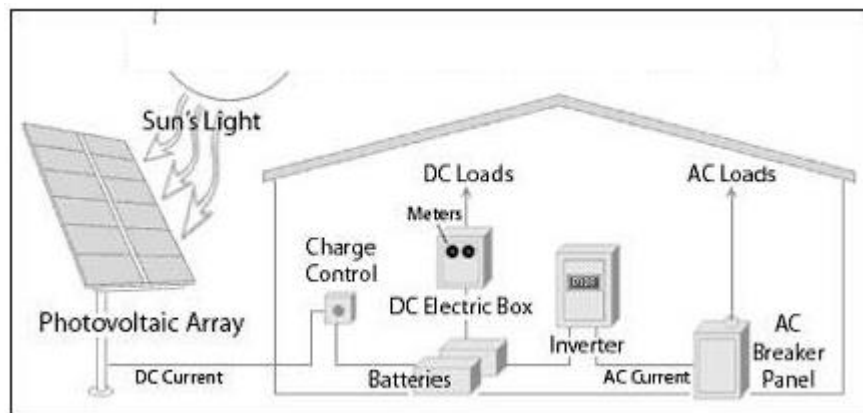 Sun's Light
DC Loads
AC Loads
Meters
Charge
Control
DC Electric Box
Photovoltaic Array
Inverter
AC
Breaker
Panel
DC Current
Batteries
AC Current